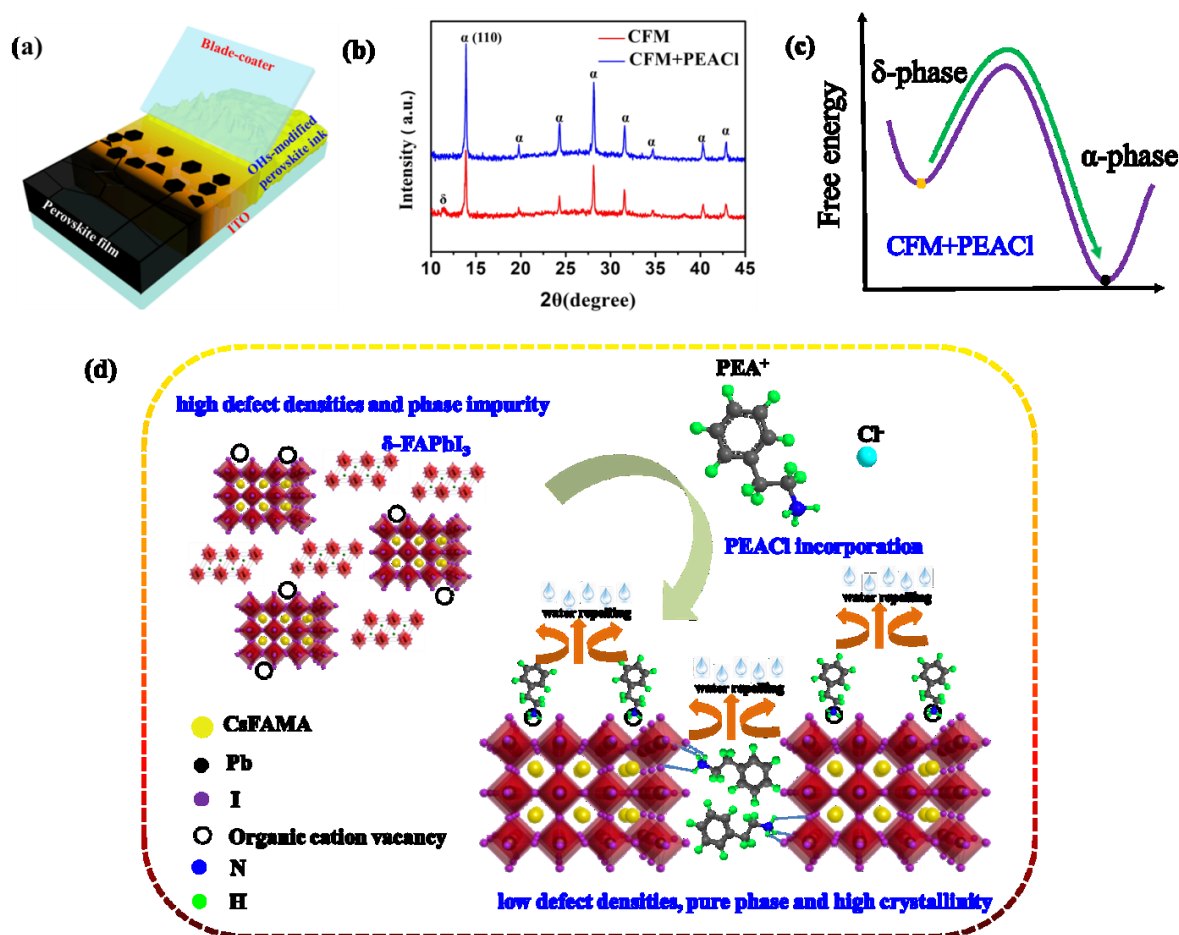 (a)
Blade-coater
OHs-modified
perovskite ink
ITO
Perovskite film
(b)
α (110)
CFM
CFM+PEACl
α
α
α
α
α
α
α
δ
Intensity ( a.u.)
10 15 20 25 30 35 40 45
2θ(degree)
(c)
Free energy
δ-phase
α-phase
CFM+PEACl
(d)
high defect densities and phase impurity
δ-FAPbI₃
PEA⁺
Cl⁻
PEACl incorporation
water repelling
water repelling
water repelling
CsFAMA
Pb
I
Organic cation vacancy
N
H
low defect densities, pure phase and high crystallinity